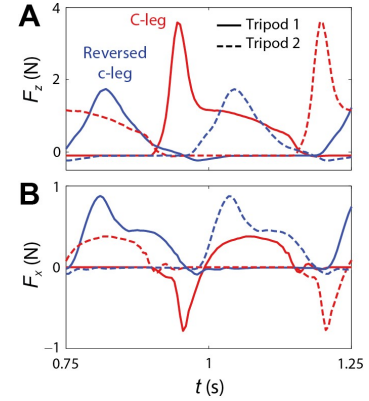 A
C-leg
Reversed
c-leg
Tripod 1
Tripod 2
4
2
0
F_z (N)
B
1
0
−1
F_x (N)
0.75
1
1.25
t (s)